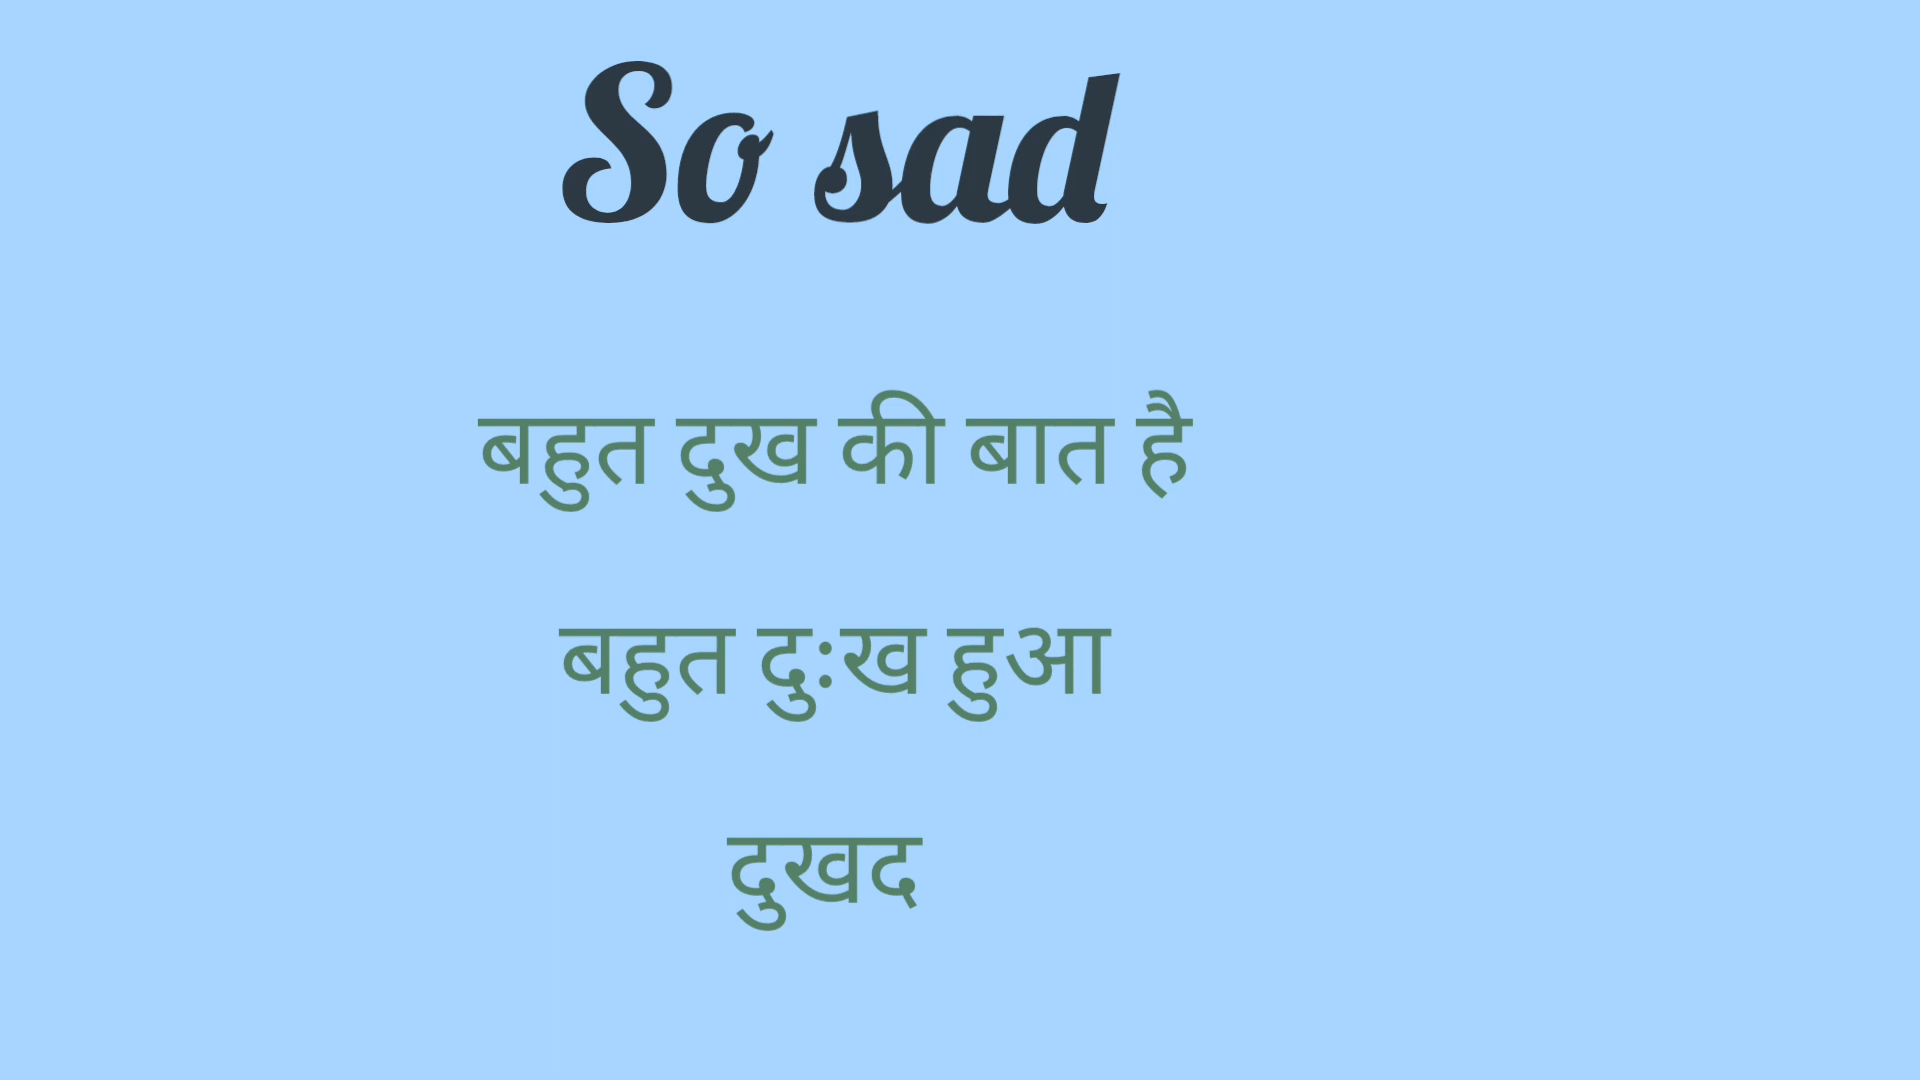 So sad
बहुत दुख की बात है
बहुत दुःख हुआ
दुखद